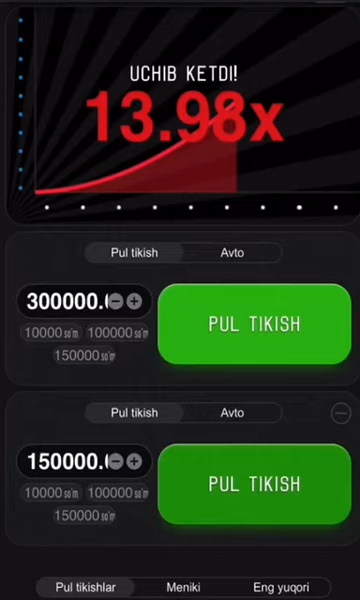 UCHIB KETDI!
13.98x
Pul tikish Avto
300000.
10000 so'm 100000 so'm
150000 so'm
PUL TIKISH
Pul tikish Avto
150000.
10000 so'm 100000 so'm
150000 so'm
PUL TIKISH
Pul tikishlar Meniki Eng yuqori